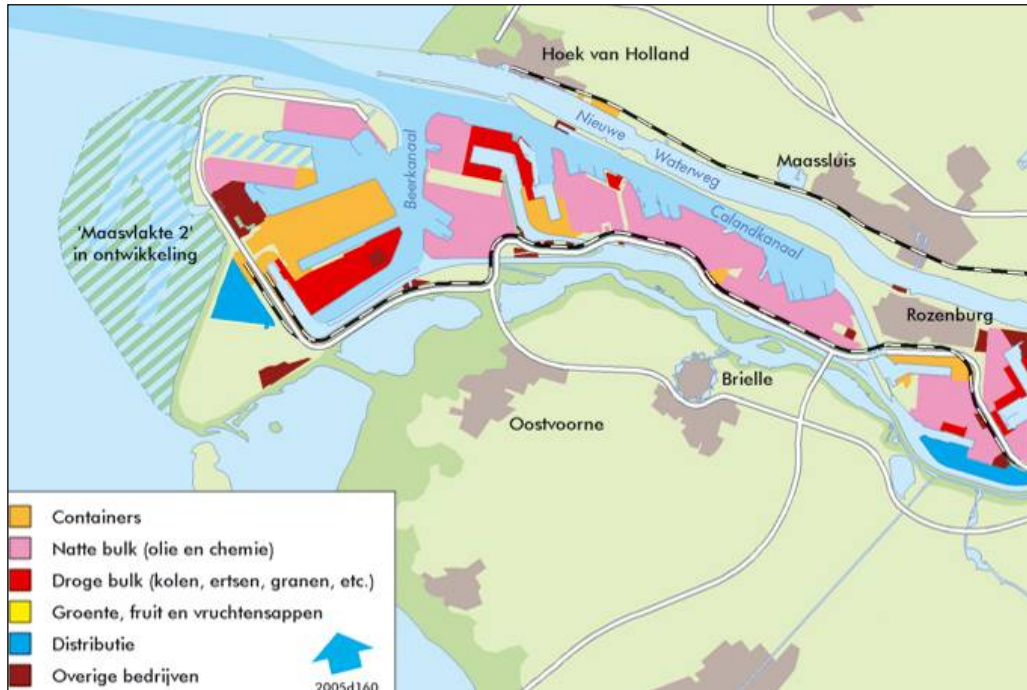 Hoek van Holland
Nieuwe
Waterweg
Maassluis
Beerkanaal
Calandkanaal
'Maasvlakte 2'
in ontwikkeling
Rozenburg
Brielle
Oostvoorne
Containers
Natte bulk (olie en chemie)
Droge bulk (kolen, ertsen, granen, etc.)
Groente, fruit en vruchtensappen
Distributie
Overige bedrijven
2005d160